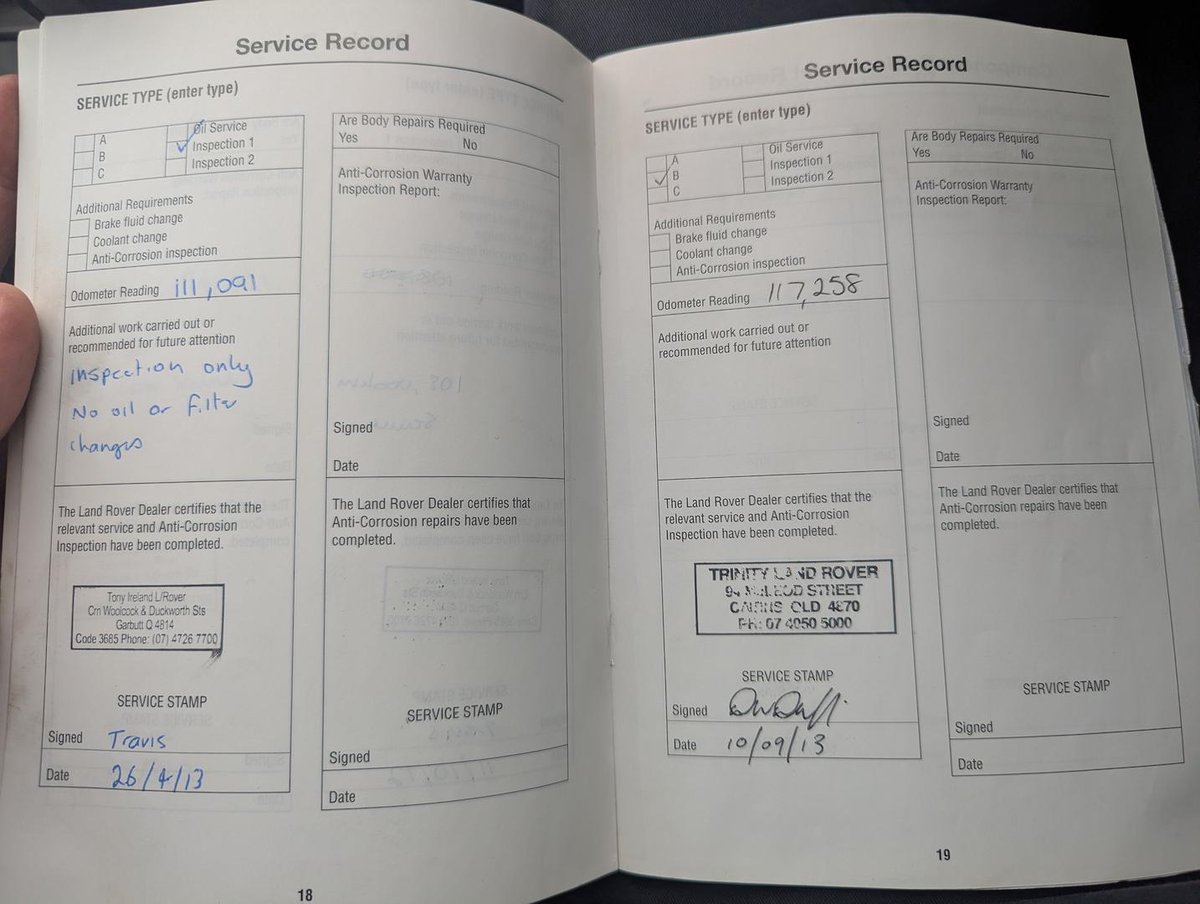 Service Record
SERVICE TYPE (enter type)
A
B
C
Oil Service
Inspection 1
Inspection 2
Additional Requirements
Brake fluid change
Coolant change
Anti-Corrosion inspection
Odometer Reading 111,091
Additional work carried out or
recommended for future attention
inspection only
No oil or filter
changes
The Land Rover Dealer certifies that the
relevant service and Anti-Corrosion
Inspection have been completed.
Tony Ireland L/Rover
Crn Woolcock & Duckworth Sts
Garbutt Q 4814
Code 3685 Phone: (07) 4726 7700
SERVICE STAMP
Signed Travis
Date 26/4/13
Are Body Repairs Required
Yes No
Anti-Corrosion Warranty
Inspection Report:
Signed
Date
The Land Rover Dealer certifies that
Anti-Corrosion repairs have been
completed.
SERVICE STAMP
Signed
Date
18
Service Record
SERVICE TYPE (enter type)
A
B
C
Oil Service
Inspection 1
Inspection 2
Additional Requirements
Brake fluid change
Coolant change
Anti-Corrosion inspection
Odometer Reading 117,258
Additional work carried out or
recommended for future attention
The Land Rover Dealer certifies that the
relevant service and Anti-Corrosion
Inspection have been completed.
TRINITY LAND ROVER
94 McLEOD STREET
CAIRNS QLD 4870
PH: 07 4050 5000
SERVICE STAMP
Signed
Date 10/09/13
Are Body Repairs Required
Yes No
Anti-Corrosion Warranty
Inspection Report:
Signed
Date
The Land Rover Dealer certifies that
Anti-Corrosion repairs have been
completed.
SERVICE STAMP
Signed
Date
19